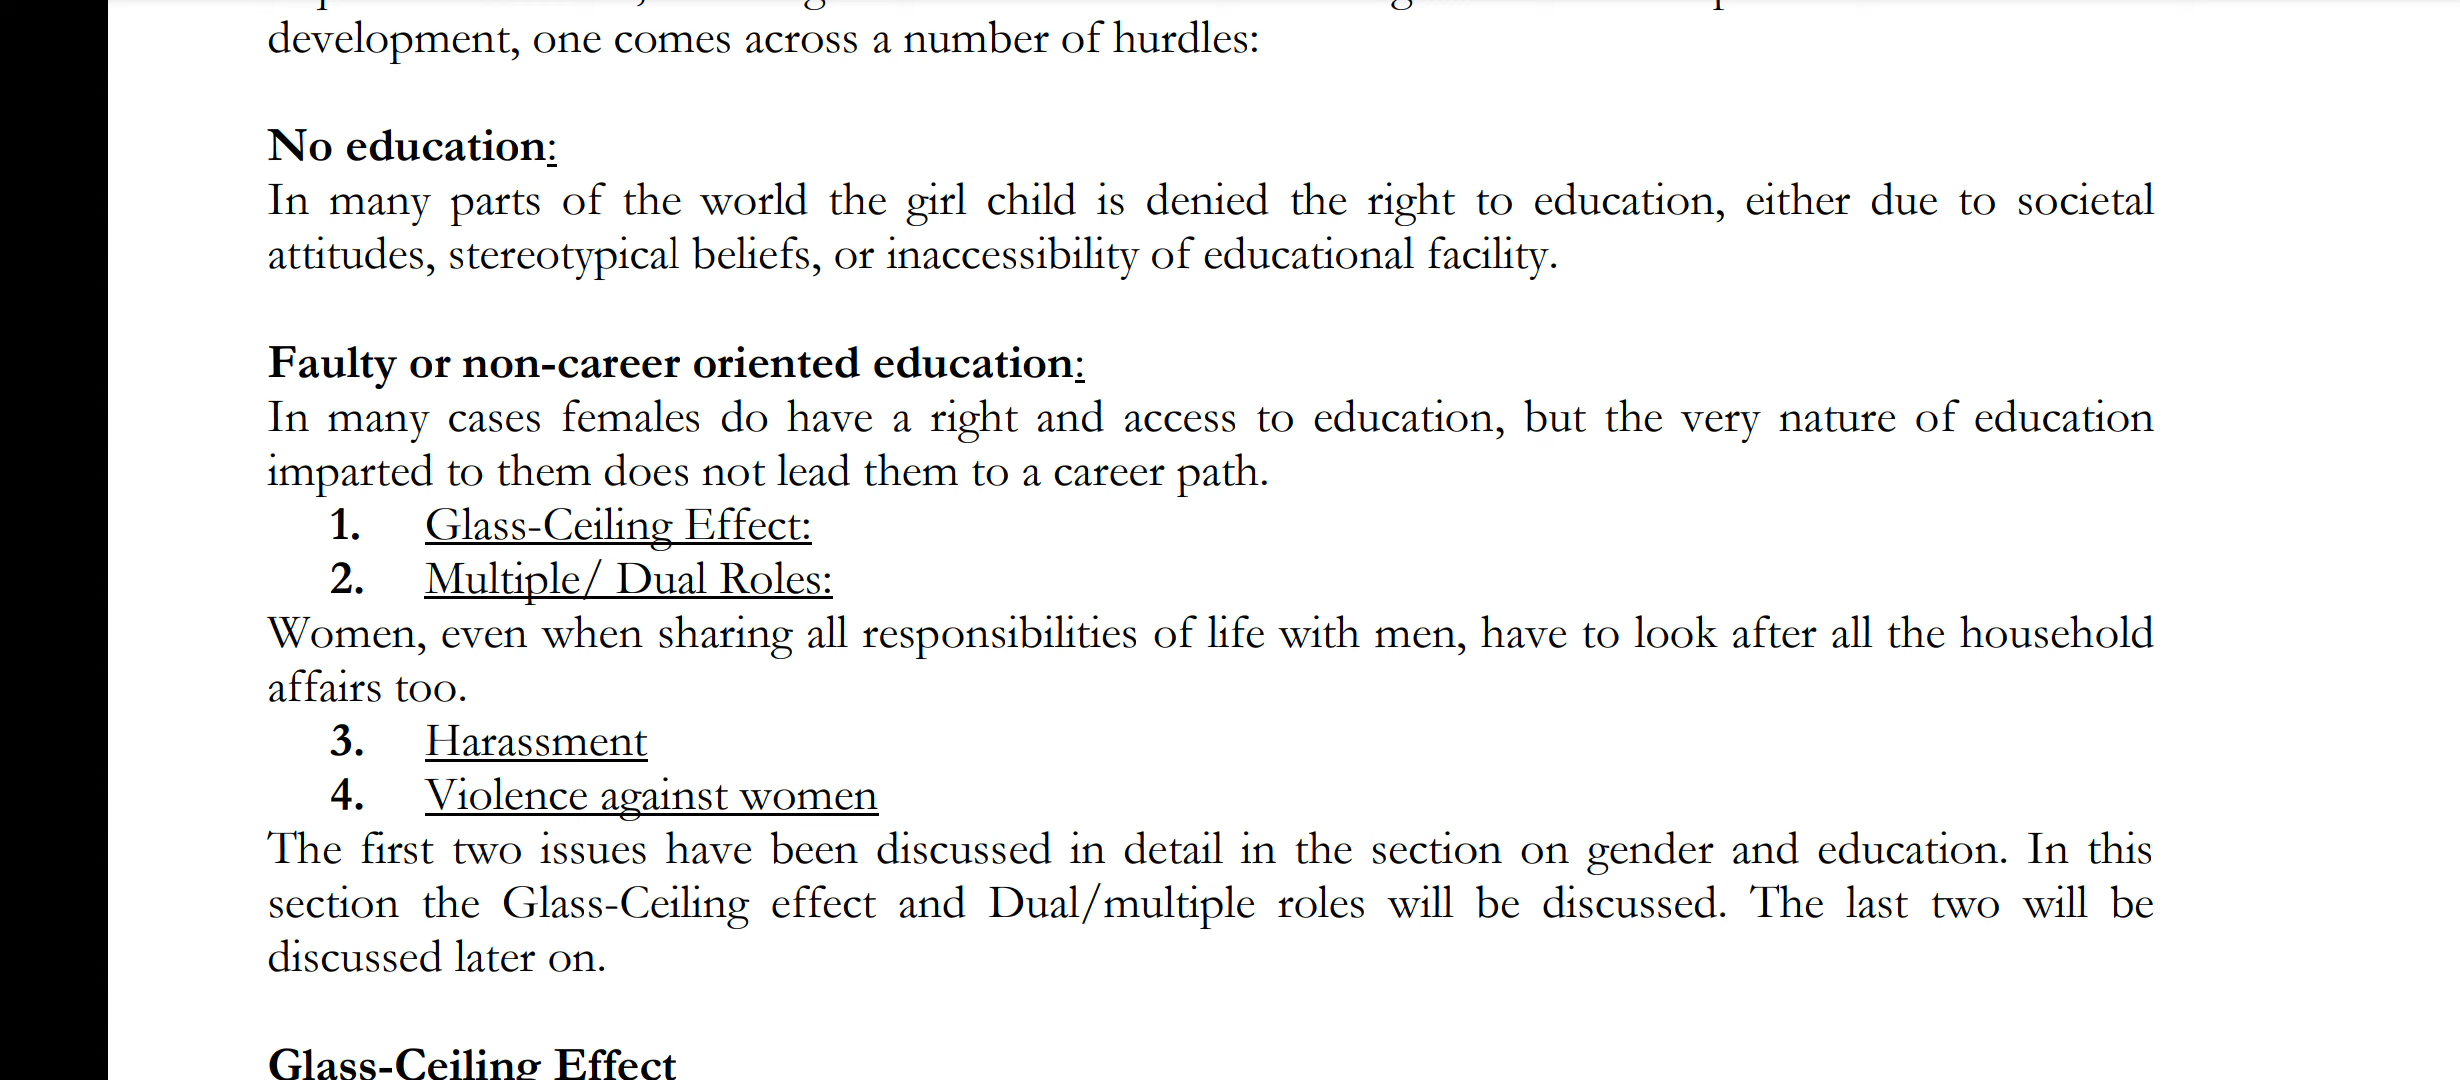 development, one comes across a number of hurdles:
No education:
In many parts of the world the girl child is denied the right to education, either due to societal
attitudes, stereotypical beliefs, or inaccessibility of educational facility.
Faulty or non-career oriented education:
In many cases females do have a right and access to education, but the very nature of education
imparted to them does not lead them to a career path.
1. Glass-Ceiling Effect:
2. Multiple/ Dual Roles:
Women, even when sharing all responsibilities of life with men, have to look after all the household
affairs too.
3. Harassment
4. Violence against women
The first two issues have been discussed in detail in the section on gender and education. In this
section the Glass-Ceiling effect and Dual/multiple roles will be discussed. The last two will be
discussed later on.
Glass-Ceiling Effect